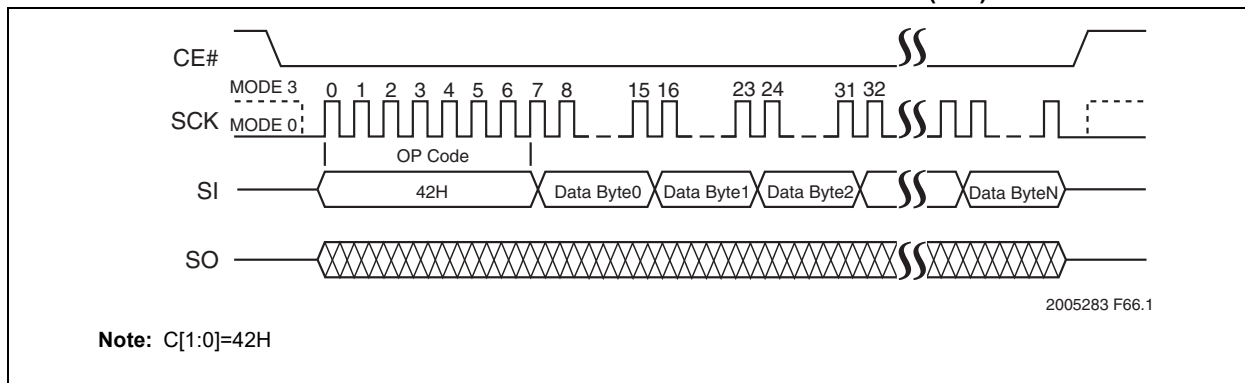 CE#
MODE 3
0 1 2 3 4 5 6 7 8 15 16 23 24 31 32
SCK MODE 0
OP Code
SI 42H Data Byte0 Data Byte1 Data Byte2 Data ByteN
SO
2005283 F66.1
Note: C[1:0]=42H